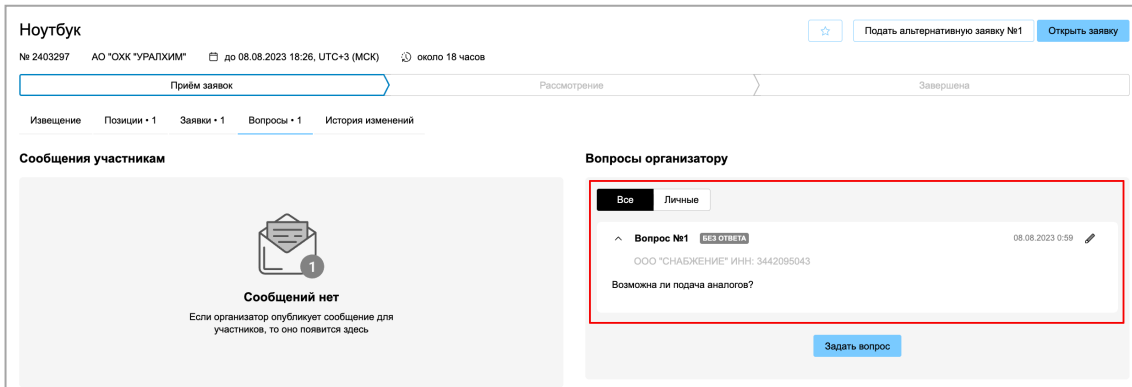 Ноутбук
Подать альтернативную заявку №1
Открыть заявку
№ 2403297 АО "ОХК "УРАЛХИМ" до 08.08.2023 18:26, UTC+3 (МСК) около 18 часов
Приём заявок Рассмотрение Завершена
Извещение Позиции • 1 Заявки • 1 Вопросы • 1 История изменений
Сообщения участникам
Сообщений нет
Если организатор опубликует сообщение для
участников, то оно появится здесь
1
Вопросы организатору
Все Личные
Вопрос №1 БЕЗ ОТВЕТА 08.08.2023 0:59
ООО "СНАБЖЕНИЕ" ИНН: 3442095043
Возможна ли подача аналогов?
Задать вопрос